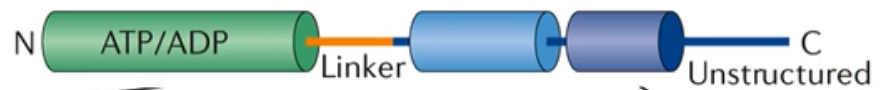 N ATP/ADP C
Linker
Unstructured